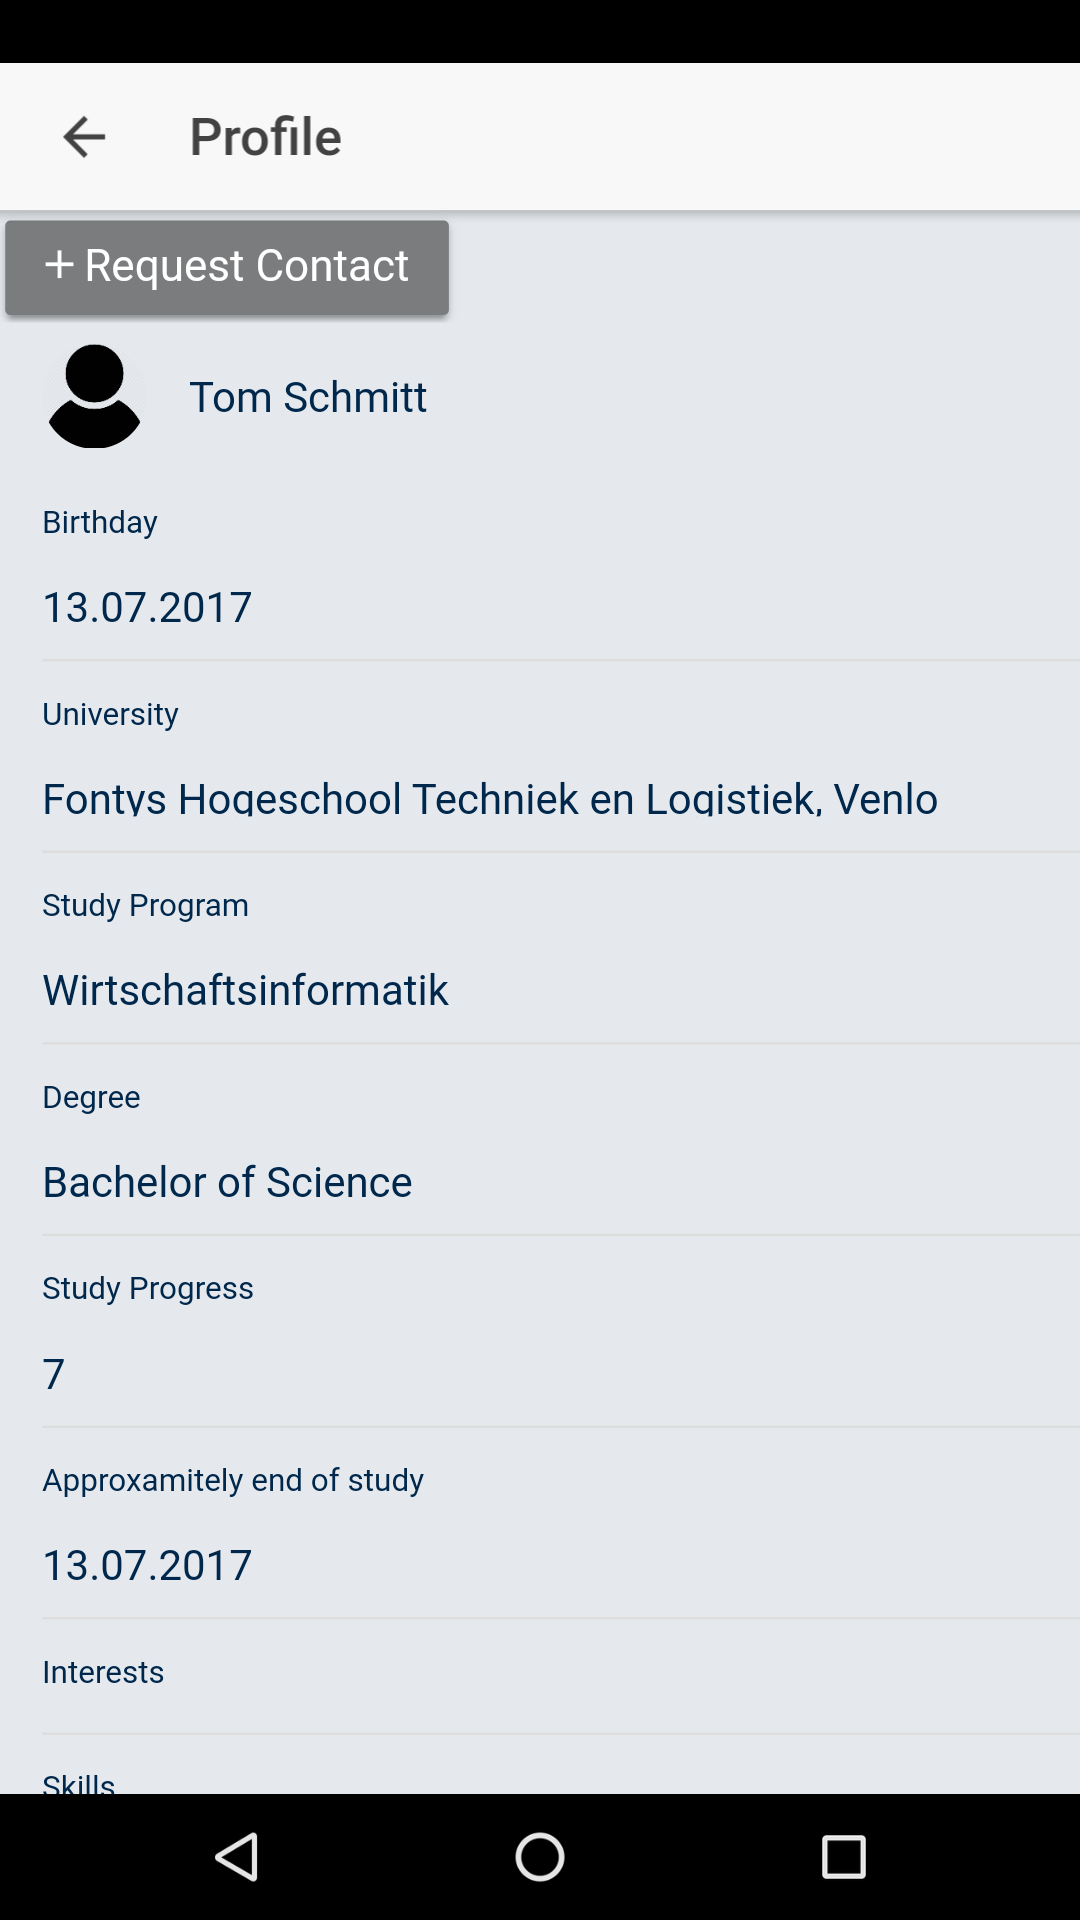 Profile
+ Request Contact
Tom Schmitt
Birthday
13.07.2017
University
Fontys Hogeschool Techniek en Logistiek, Venlo
Study Program
Wirtschaftsinformatik
Degree
Bachelor of Science
Study Progress
7
Approxamitely end of study
13.07.2017
Interests
Skills